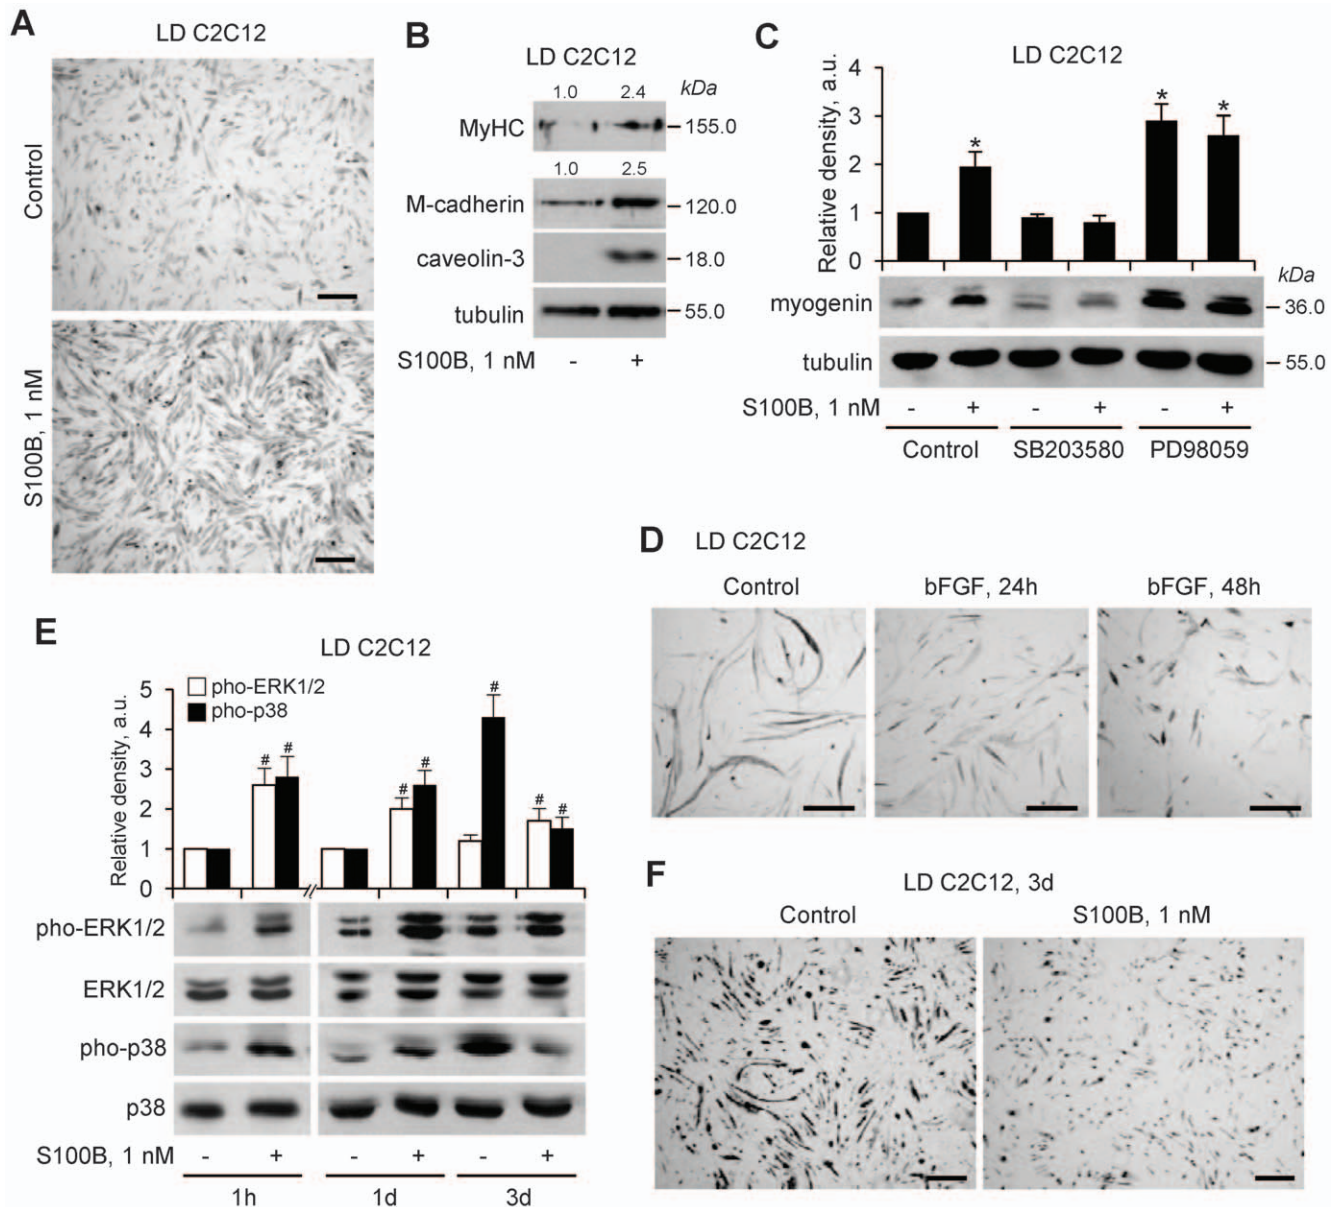 A
LD C2C12
Control
S100B, 1 nM
B
LD C2C12
1.0 2.4 kDa
MyHC 155.0
1.0 2.5
M-cadherin 120.0
caveolin-3 18.0
tubulin 55.0
S100B, 1 nM - +
C
LD C2C12
Relative density, a.u.
4
3
2
1
0
* * * 
kDa
myogenin 36.0
tubulin 55.0
S100B, 1 nM - + - + - +
Control SB203580 PD98059
D LD C2C12
Control bFGF, 24h bFGF, 48h
E
LD C2C12
Relative density, a.u.
5
4
3
2
1
0
pho-ERK1/2
pho-p38
# # # # # # #
pho-ERK1/2
ERK1/2
pho-p38
p38
S100B, 1 nM - + - + - +
1h 1d 3d
F
LD C2C12, 3d
Control S100B, 1 nM